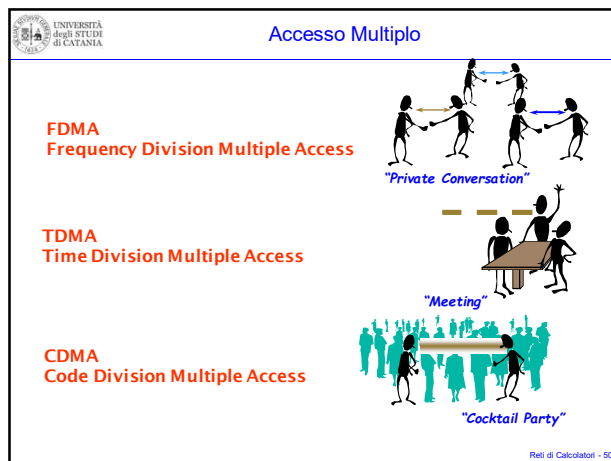 UNIVERSITÀ
degli STUDI
di CATANIA
Accesso Multiplo
FDMA
Frequency Division Multiple Access
"Private Conversation"
TDMA
Time Division Multiple Access
"Meeting"
CDMA
Code Division Multiple Access
"Cocktail Party"
Reti di Calcolatori - 50